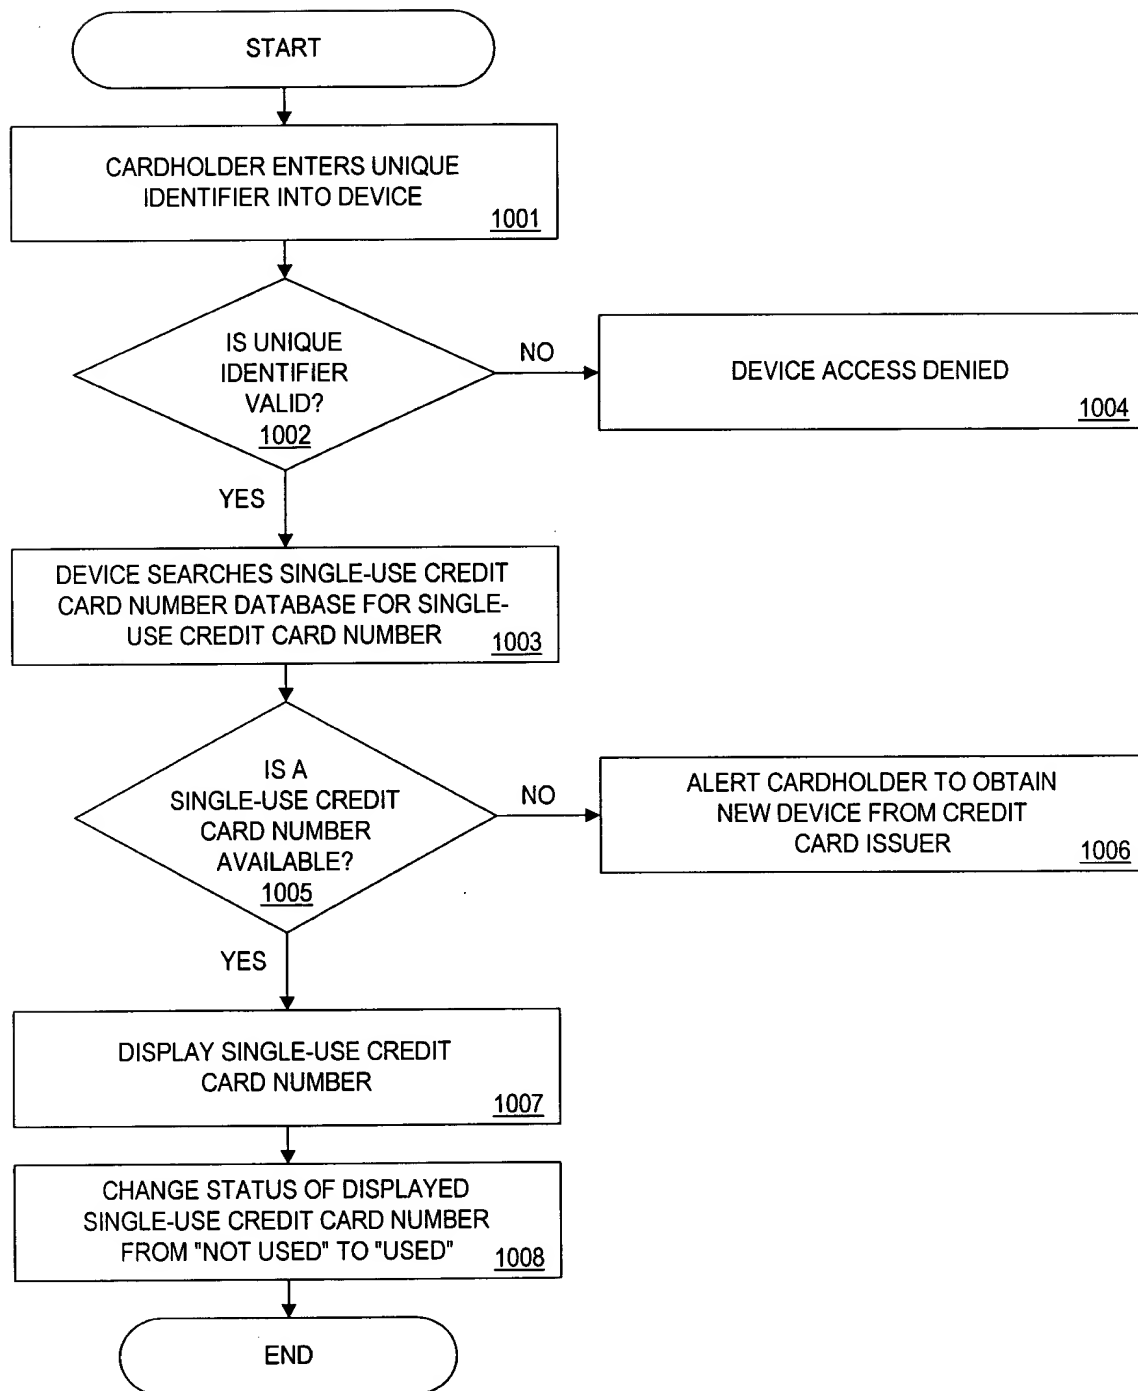 START
CARDHOLDER ENTERS UNIQUE
IDENTIFIER INTO DEVICE
1001
IS UNIQUE
IDENTIFIER
VALID?
1002
NO
DEVICE ACCESS DENIED
1004
YES
DEVICE SEARCHES SINGLE-USE CREDIT
CARD NUMBER DATABASE FOR SINGLE-
USE CREDIT CARD NUMBER
1003
IS A
SINGLE-USE CREDIT
CARD NUMBER
AVAILABLE?
1005
NO
ALERT CARDHOLDER TO OBTAIN
NEW DEVICE FROM CREDIT
CARD ISSUER
1006
YES
DISPLAY SINGLE-USE CREDIT
CARD NUMBER
1007
CHANGE STATUS OF DISPLAYED
SINGLE-USE CREDIT CARD NUMBER
FROM "NOT USED" TO "USED"
1008
END